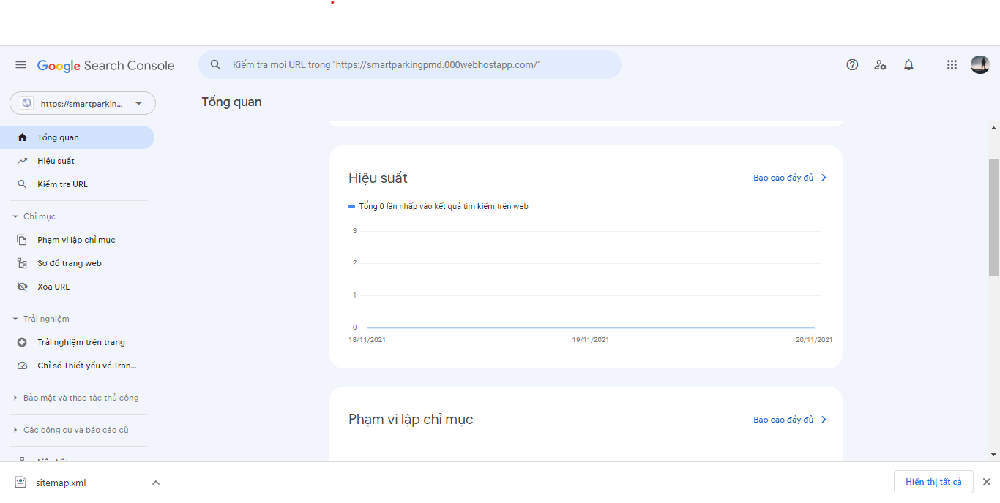 Google Search Console
Kiểm tra mọi URL trong "https://smartparkingpmd.000webhostapp.com/"
https://smartparkin...
Tổng quan
Tổng quan
Hiệu suất
Kiểm tra URL
Chỉ mục
Phạm vi lập chỉ mục
Sơ đồ trang web
Xóa URL
Trải nghiệm
Trải nghiệm trên trang
Chỉ số Thiết yếu về Tran...
Bảo mật và thao tác thủ công
Các công cụ và báo cáo cũ
Liên kết
Hiệu suất
Báo cáo đầy đủ
Tổng 0 lần nhấp vào kết quả tìm kiếm trên web
3
2
1
0
18/11/2021
19/11/2021
20/11/2021
Phạm vi lập chỉ mục
Báo cáo đầy đủ
sitemap.xml
Hiển thị tất cả